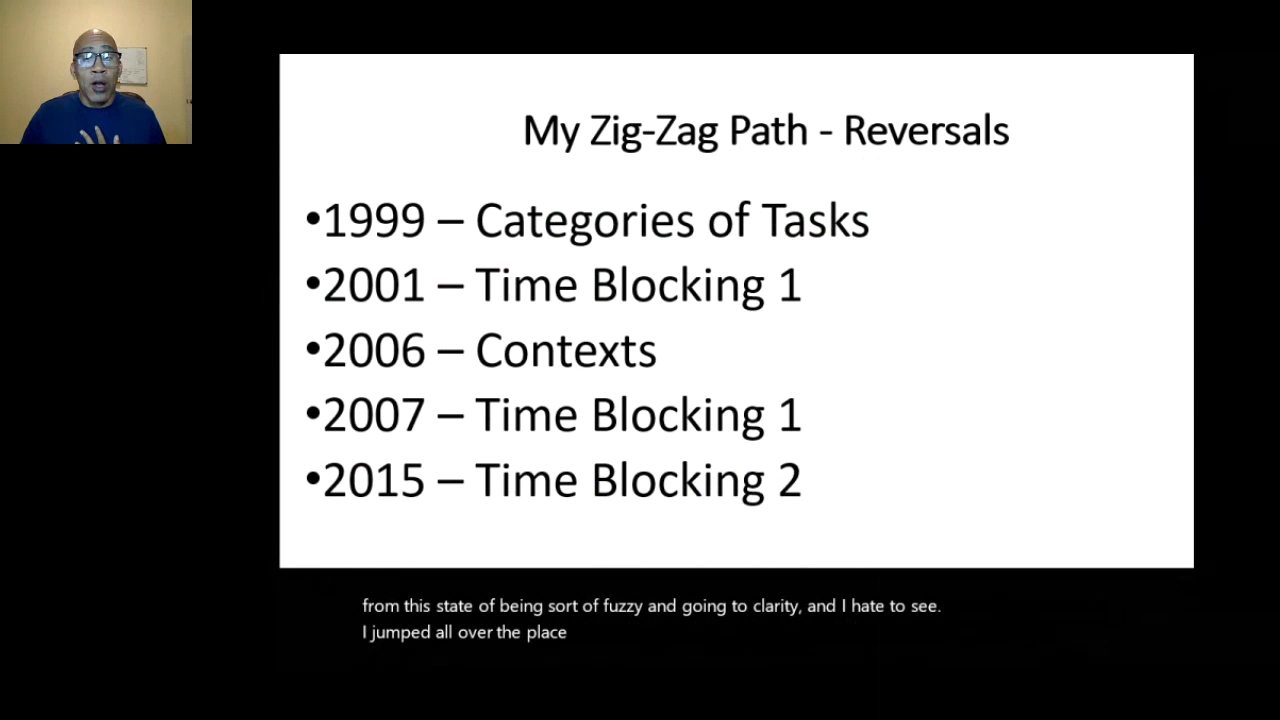 My Zig-Zag Path - Reversals
•1999 – Categories of Tasks
•2001 – Time Blocking 1
•2006 – Contexts
•2007 – Time Blocking 1
•2015 – Time Blocking 2
from this state of being sort of fuzzy and going to clarity, and I hate to see.
I jumped all over the place